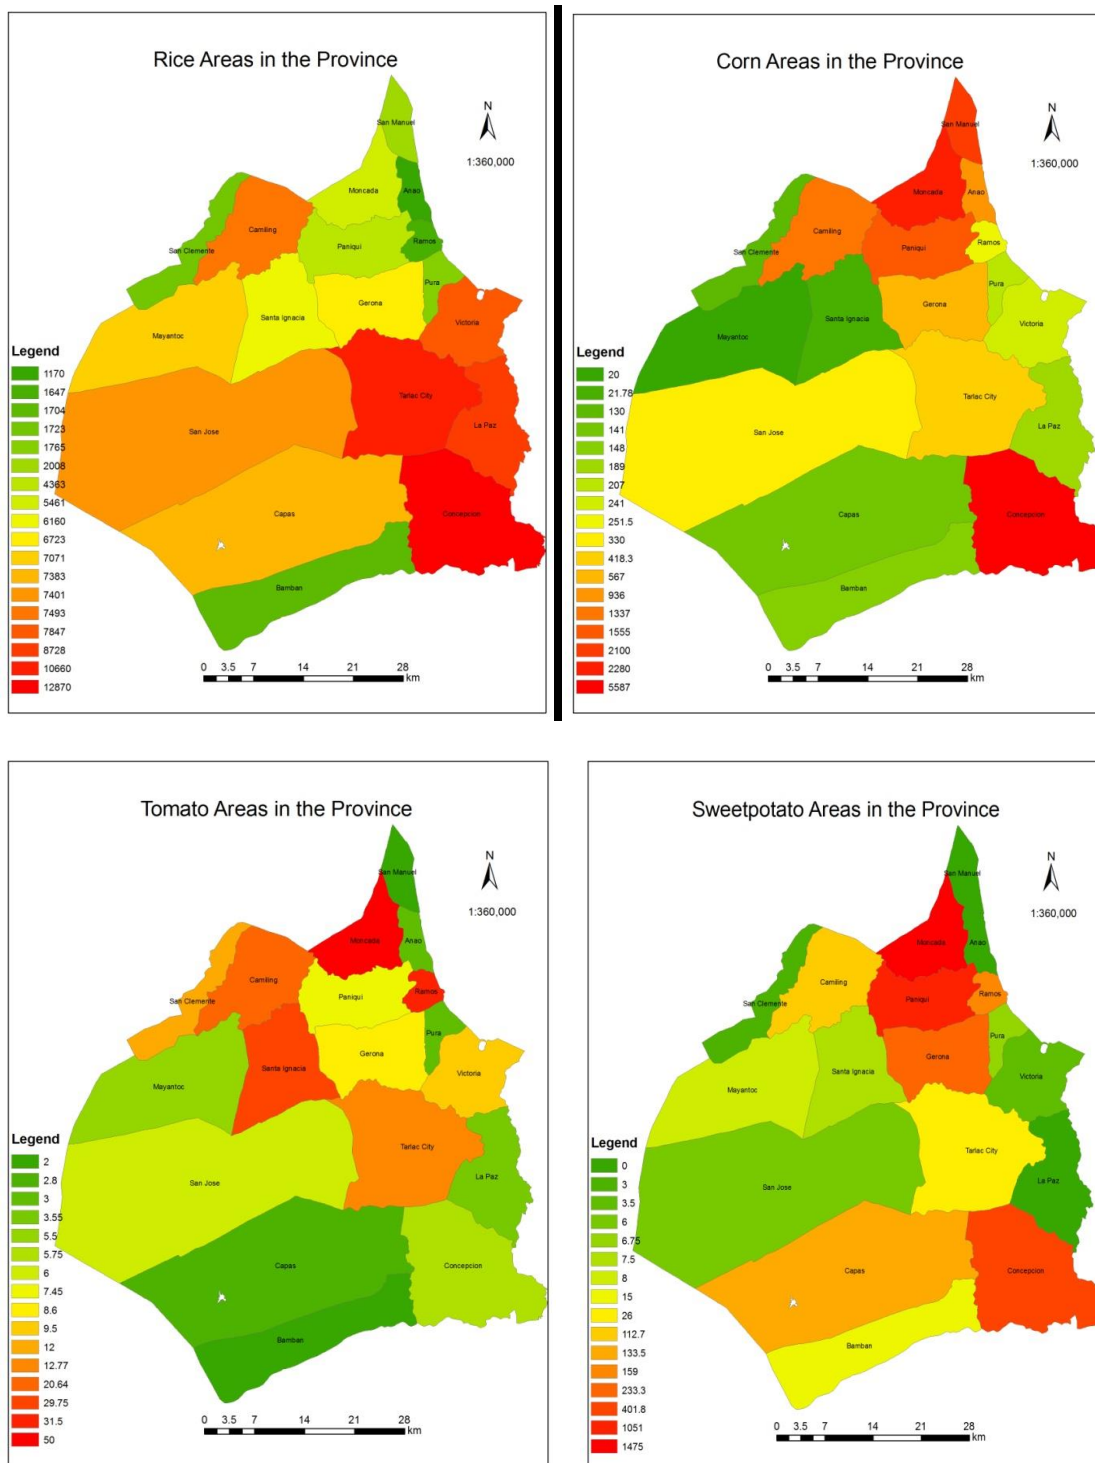 Rice Areas in the Province
N
1:360,000
San Manuel
Moncada
Anao
Camiling
Ramos
San Clemente
Paniqui
Pura
Gerona
Victoria
Santa Ignacia
Mayantoc
Tarlac City
La Paz
San Jose
Capas
Concepcion
Bamban
Legend
1170
1647
1704
1723
1765
2008
4363
5461
6160
6723
7071
7383
7401
7493
7847
8728
10660
12870
0 3.5 7 14 21 28
km
Corn Areas in the Province
N
1:360,000
San Manuel
Moncada
Anao
Camiling
Ramos
San Clemente
Paniqui
Pura
Gerona
Victoria
Santa Ignacia
Mayantoc
Tarlac City
La Paz
San Jose
Capas
Concepcion
Bamban
Legend
20
21.78
130
141
148
189
207
241
251.5
330
418.3
567
936
1337
1555
2100
2280
5587
0 3.5 7 14 21 28
km
Tomato Areas in the Province
N
1:360,000
San Manuel
Moncada
Anao
Camiling
Ramos
San Clemente
Paniqui
Pura
Gerona
Victoria
Santa Ignacia
Mayantoc
Tarlac City
La Paz
San Jose
Capas
Concepcion
Bamban
Legend
2
2.8
3
3.55
5.5
5.75
6
7.45
8.6
9.5
12
12.77
20.64
29.75
31.5
50
0 3.5 7 14 21 28
km
Sweetpotato Areas in the Province
N
1:360,000
San Manuel
Moncada
Anao
Camiling
Ramos
San Clemente
Paniqui
Pura
Gerona
Victoria
Santa Ignacia
Mayantoc
Tarlac City
La Paz
San Jose
Capas
Concepcion
Bamban
Legend
0
3
3.5
6
6.75
7.5
8
15
26
112.7
133.5
159
233.3
401.8
1051
1475
0 3.5 7 14 21 28
km